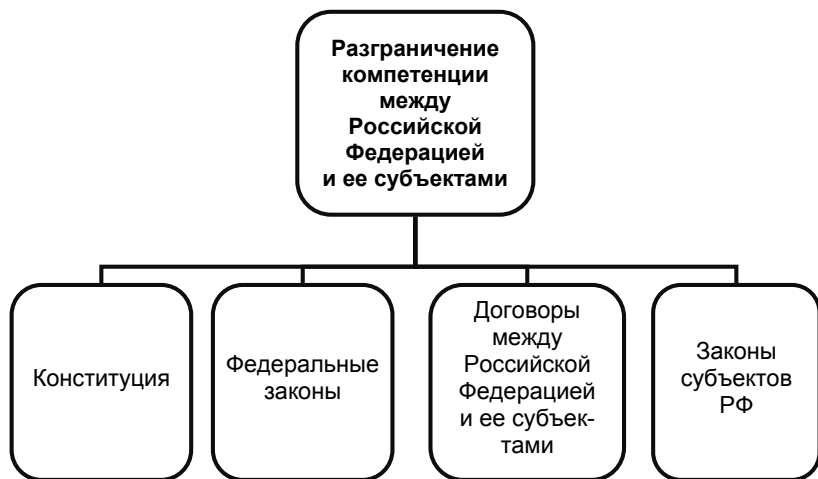 Разграничение
компетенции
между
Российской
Федерацией
и ее субъектами
Конституция
Федеральные
законы
Договоры
между
Российской
Федерацией
и ее субъек-
тами
Законы
субъектов
РФ